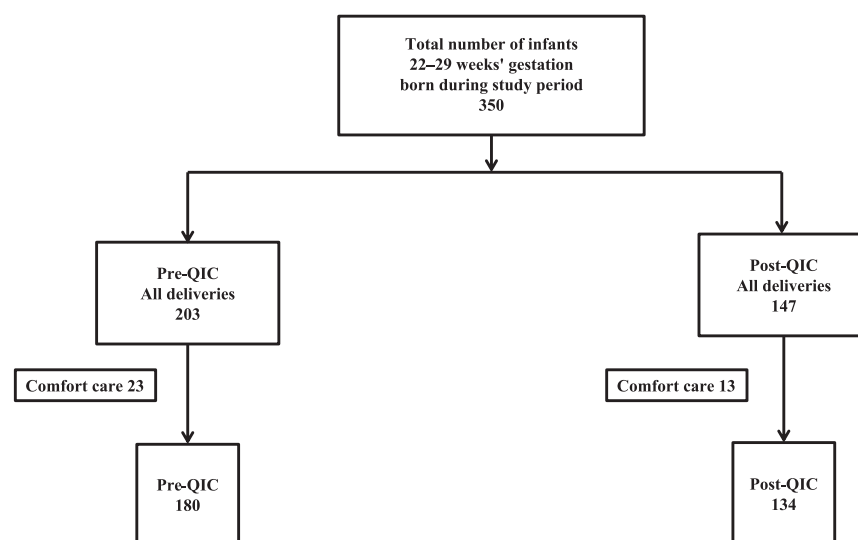 Total number of infants
22–29 weeks' gestation
born during study period
350
Pre-QIC
All deliveries
203
Post-QIC
All deliveries
147
Comfort care 23
Comfort care 13
Pre-QIC
180
Post-QIC
134